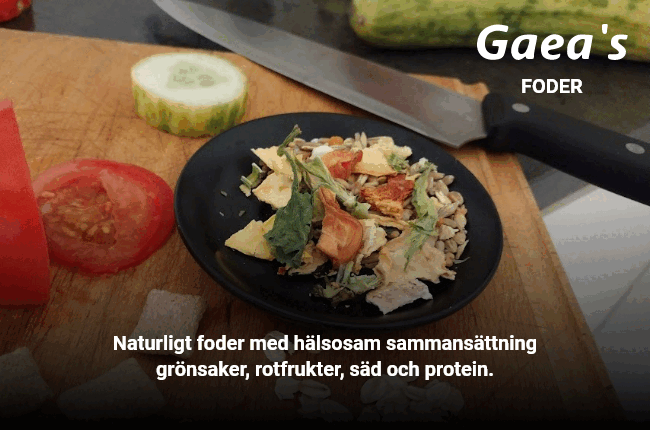 Gaea's
FODER
Naturligt foder med hälsosam sammansättning
grönsaker, rotfrukter, säd och protein.